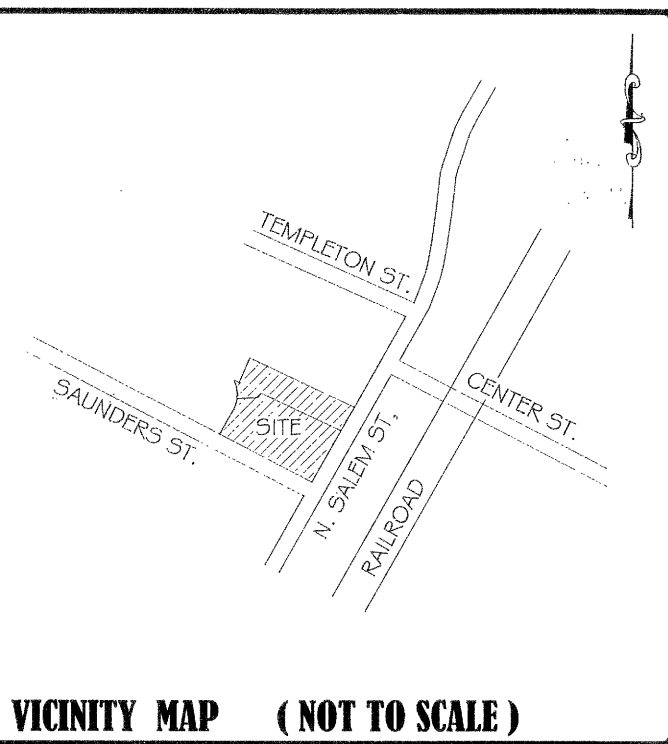 TEMPLETON ST.
SAUNDERS ST.
SITE
N. SALEM ST.
CENTER ST.
RAILROAD
VICINITY MAP ( NOT TO SCALE )